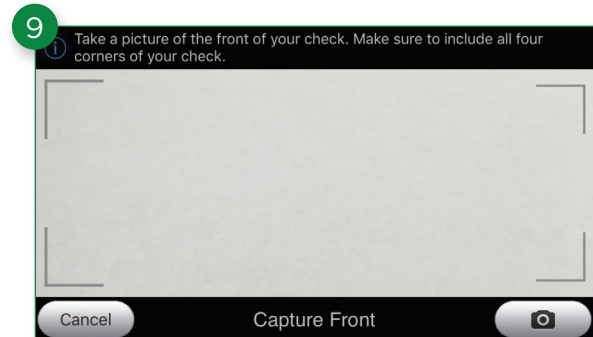 9
Take a picture of the front of your check. Make sure to include all four
corners of your check.
Cancel
Capture Front